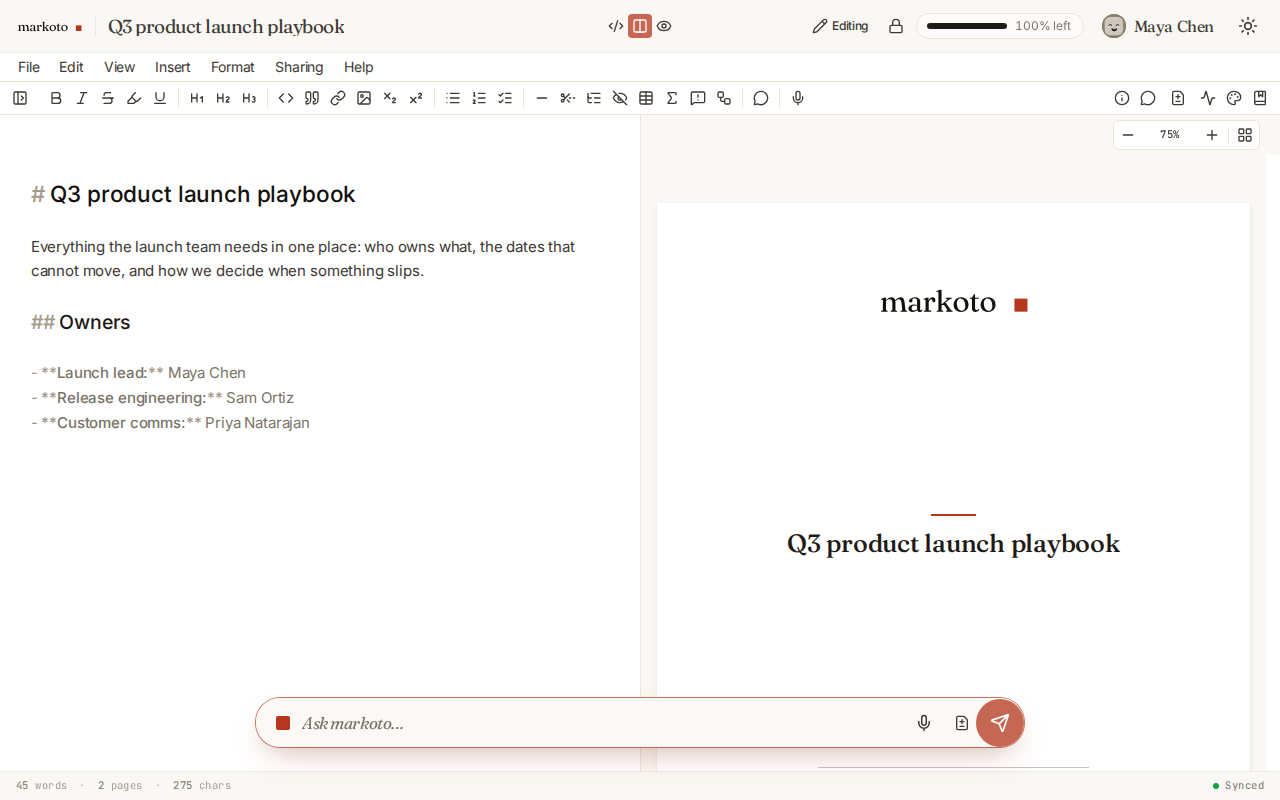 markoto
Q3 product launch playbook
Editing
100% left
Maya Chen
File Edit View Insert Format Sharing Help
H1 H2 H3
75%
# Q3 product launch playbook
Everything the launch team needs in one place: who owns what, the dates that
cannot move, and how we decide when something slips.
## Owners
- **Launch lead:** Maya Chen
- **Release engineering:** Sam Ortiz
- **Customer comms:** Priya Natarajan
markoto
Q3 product launch playbook
Ask markoto...
45 words · 2 pages · 275 chars
Synced